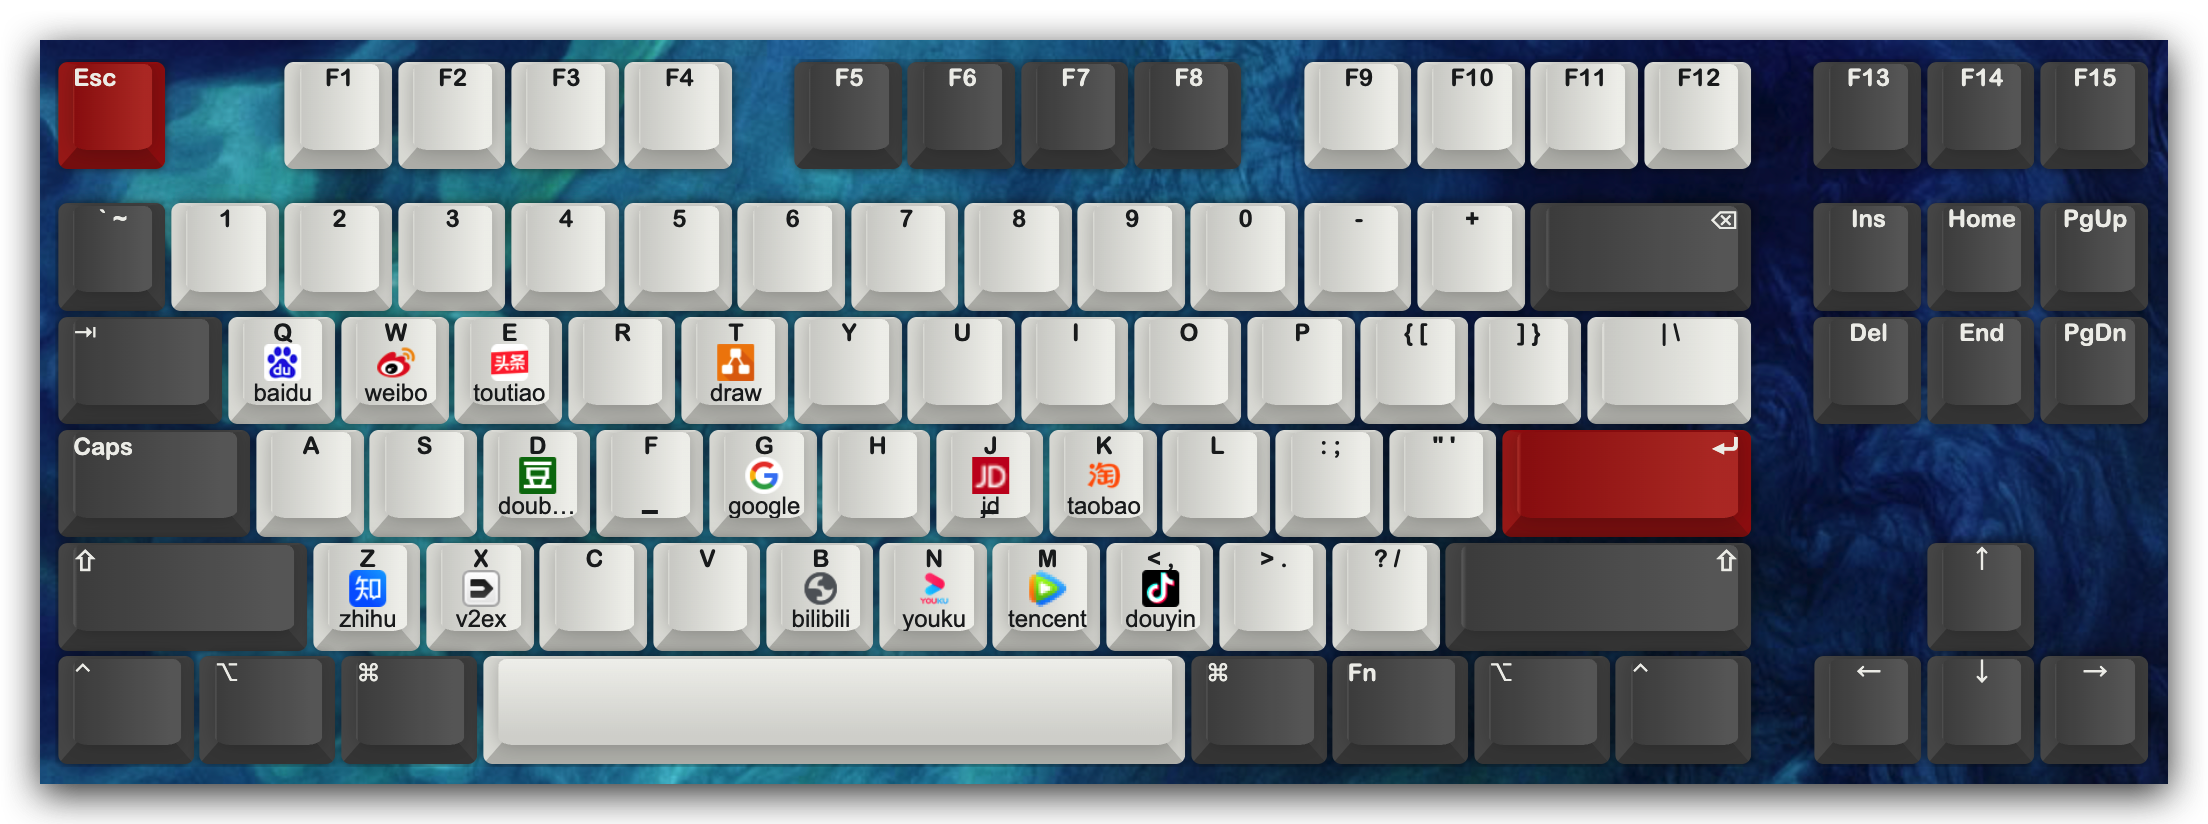 Esc F1 F2 F3 F4 F5 F6 F7 F8 F9 F10 F11 F12 F13 F14 F15
` ~ 1 2 3 4 5 6 7 8 9 0 - + ⌫ Ins Home PgUp
⇥ Q W E R T Y U I O P { [ ] } | \ Del End PgDn
du 头条
baidu weibo toutiao draw
Caps A S D F G H J K L : ; " ' ↵
豆 G JD 淘
doub... google jd taobao
⇧ Z X C V B N M < , > . ? / ⇧ ↑
知 YOUKU
zhihu v2ex bilibili youku tencent douyin
^ ⌥ ⌘ ⌘ Fn ⌥ ^ ← ↓ →